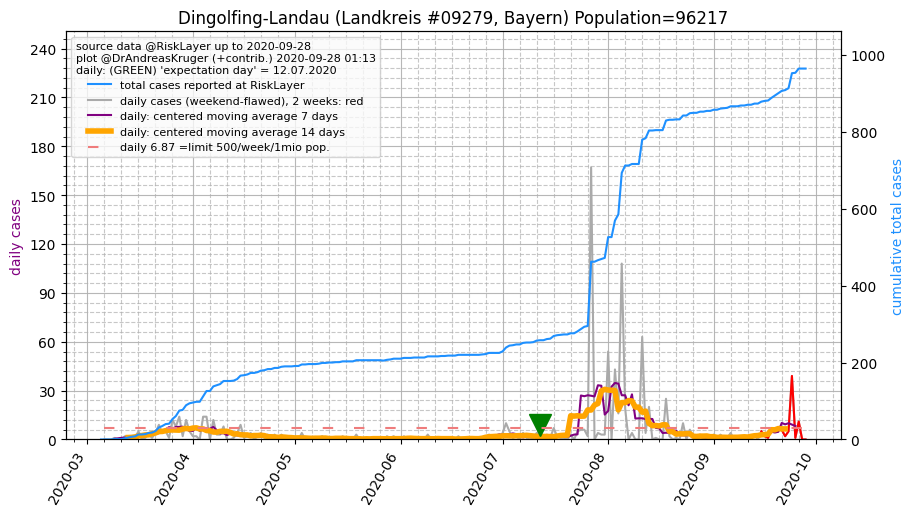 Dingolfing-Landau (Landkreis #09279, Bayern) Population=96217
source data @RiskLayer up to 2020-09-28
plot @DrAndreasKruger (+contrib.) 2020-09-28 01:13
daily: (GREEN) 'expectation day' = 12.07.2020
total cases reported at RiskLayer
daily cases (weekend-flawed), 2 weeks: red
daily: centered moving average 7 days
daily: centered moving average 14 days
daily 6.87 =limit 500/week/1mio pop.
daily cases
240
210
180
150
120
90
60
30
0
cumulative total cases
1000
800
600
400
200
0
2020-03
2020-04
2020-05
2020-06
2020-07
2020-08
2020-09
2020-10